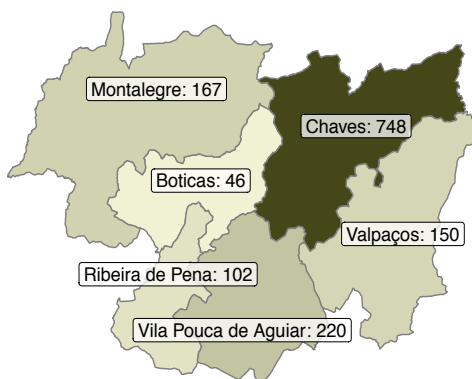 Montalegre: 167
Chaves: 748
Boticas: 46
Valpaços: 150
Ribeira de Pena: 102
Vila Pouca de Aguiar: 220